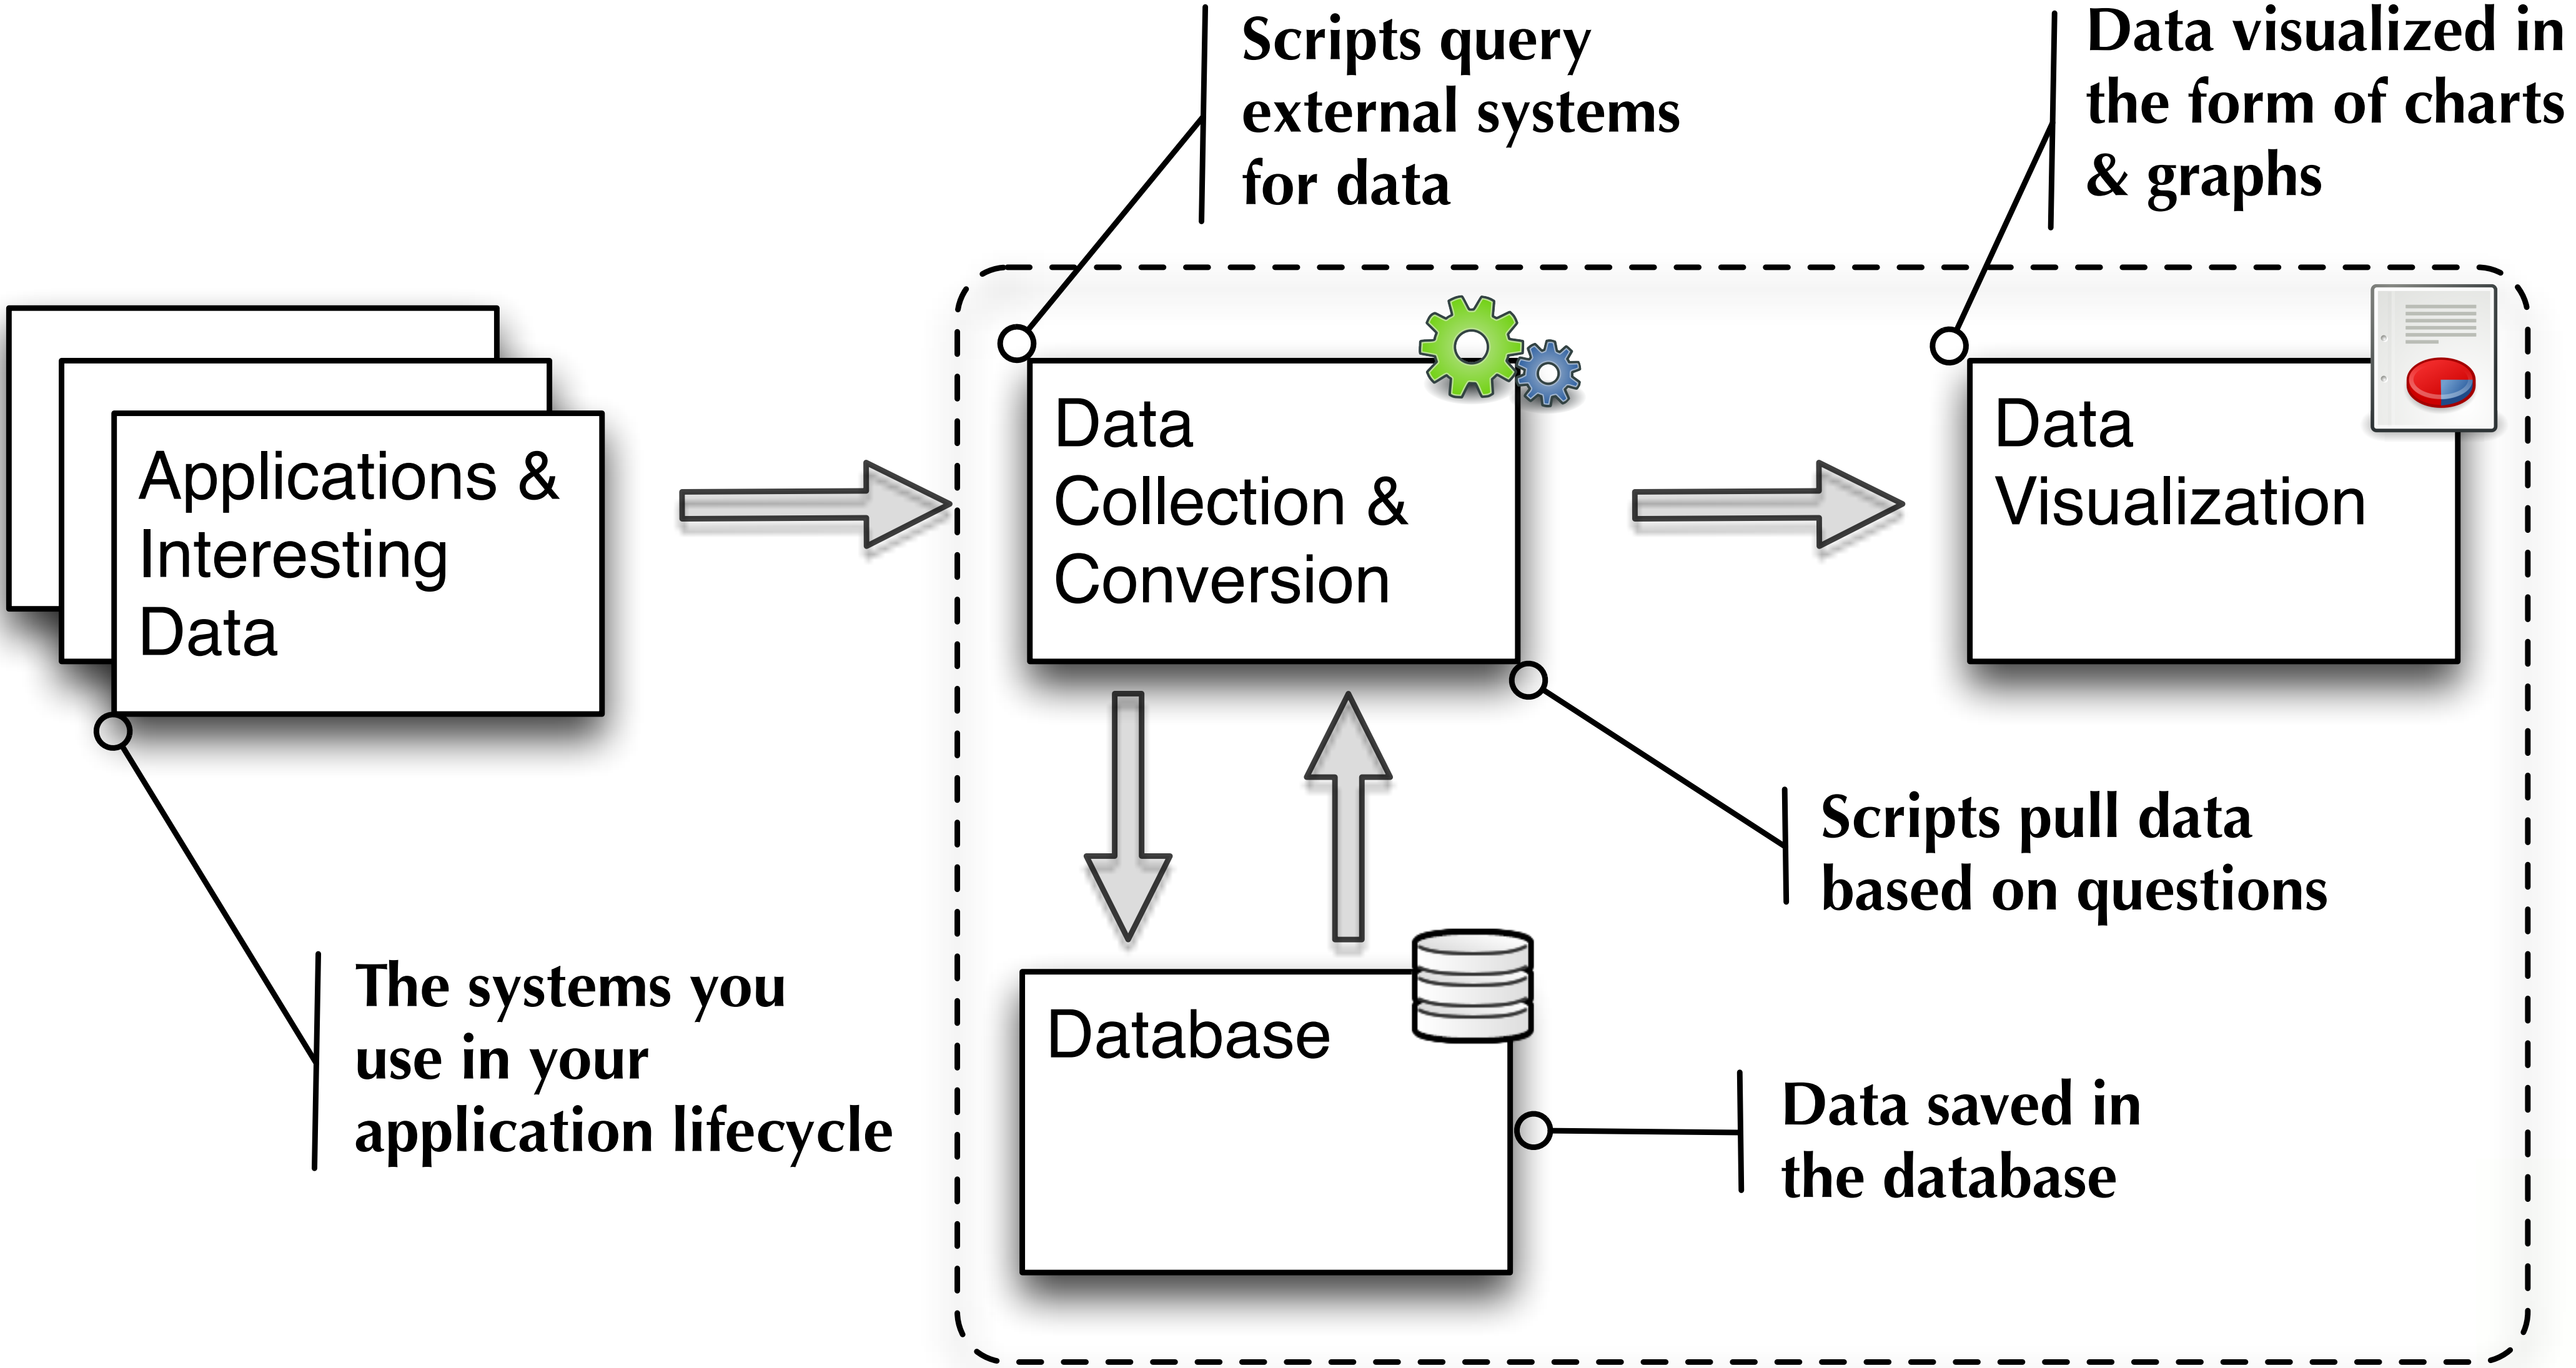 Scripts query
external systems
for data
Data visualized in
the form of charts
& graphs
Applications &
Interesting
Data
Data
Collection &
Conversion
Data
Visualization
Scripts pull data
based on questions
The systems you
use in your
application lifecycle
Database
Data saved in
the database